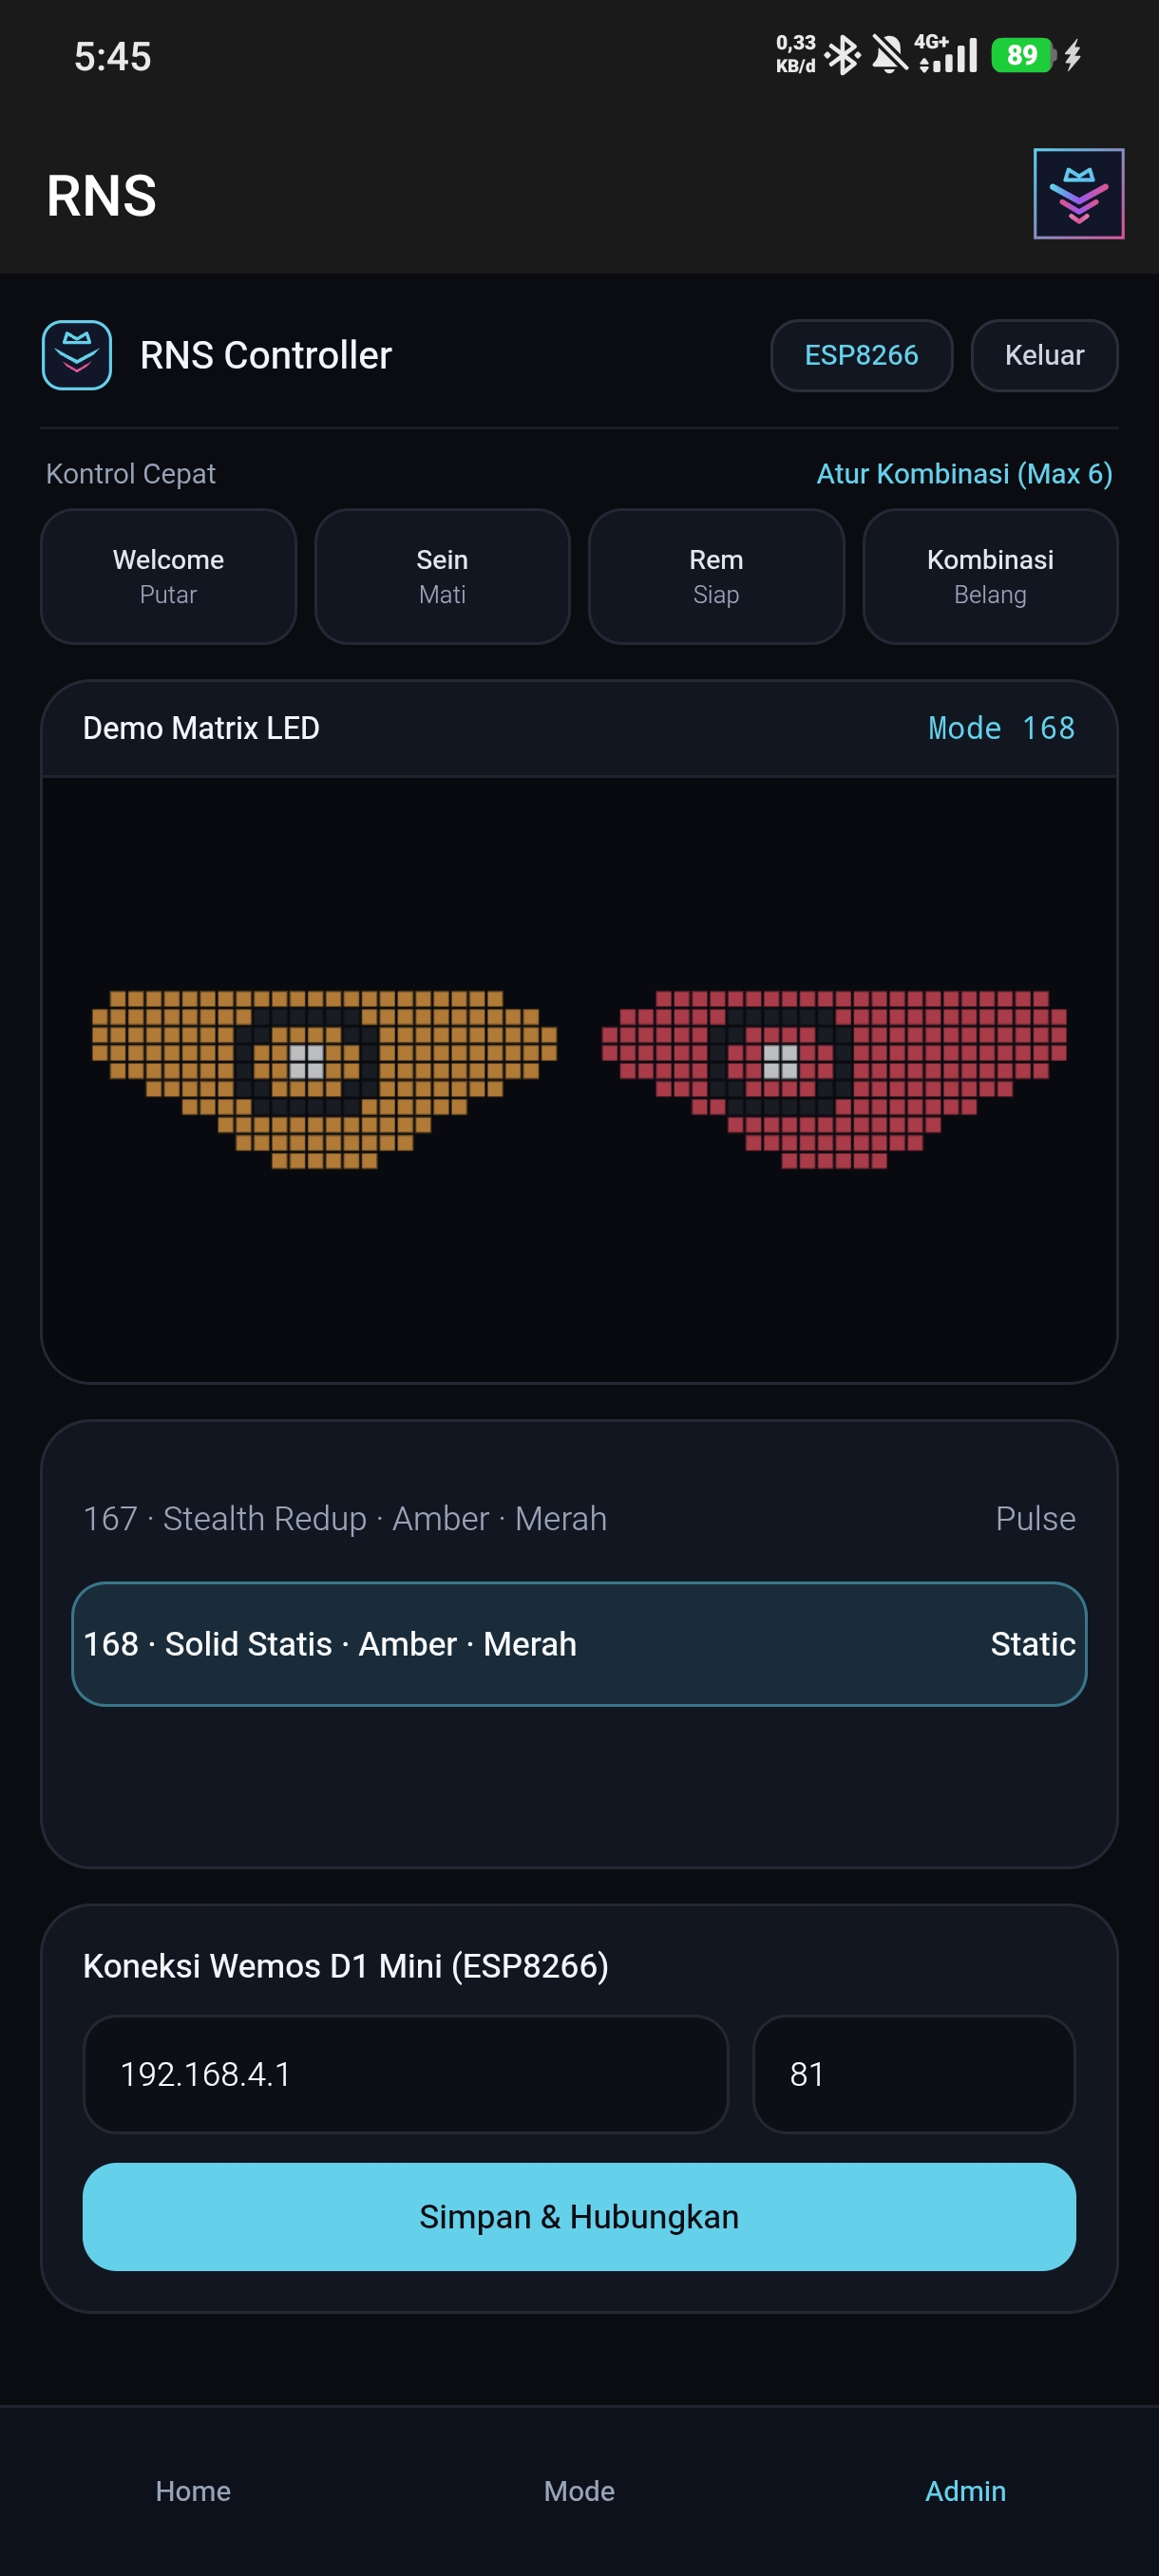 5:45
0,33 KB/d 4G+ 89
RNS
RNS Controller ESP8266 Keluar
Kontrol Cepat Atur Kombinasi (Max 6)
Welcome Sein Rem Kombinasi
Putar Mati Siap Belang
Demo Matrix LED Mode 168
167 · Stealth Redup · Amber · Merah Pulse
168 · Solid Statis · Amber · Merah Static
Koneksi Wemos D1 Mini (ESP8266)
192.168.4.1 81
Simpan & Hubungkan
Home Mode Admin